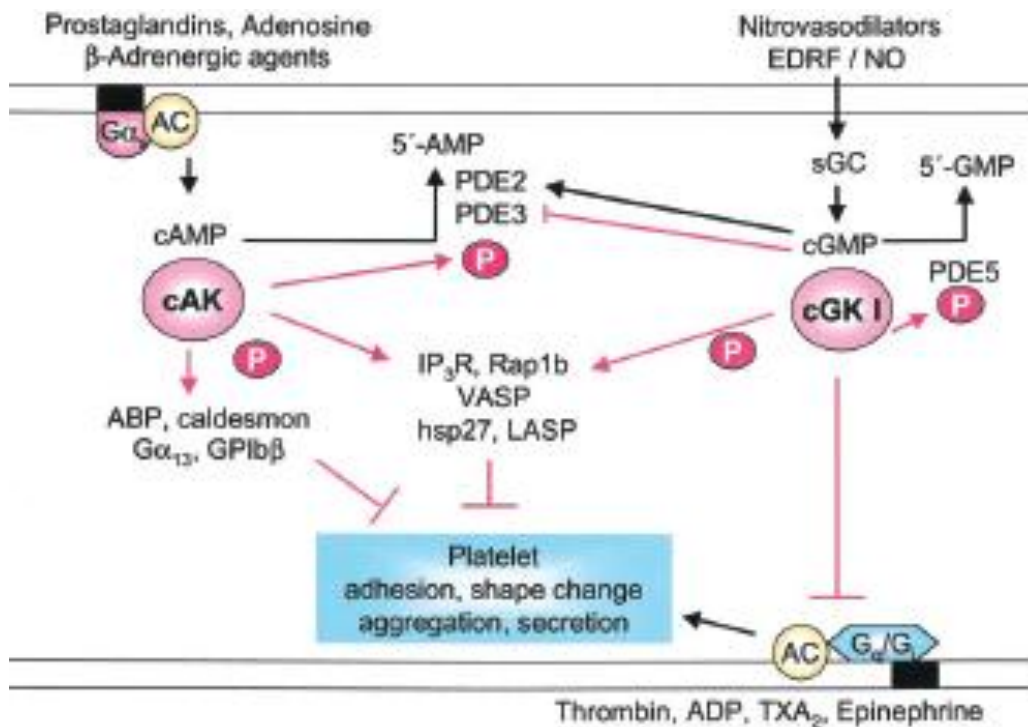 Prostaglandins, Adenosine
β-Adrenergic agents
Nitrovasodilators
EDRF / NO
Gα
AC
5´-AMP
PDE2
PDE3
sGC
5´-GMP
cAMP
cGMP
P
PDE5
P
cAK
cGK I
P
P
IP₃R, Rap1b
VASP
hsp27, LASP
ABP, caldesmon
Gα₁₃, GPIbβ
Platelet
adhesion, shape change
aggregation, secretion
AC
Thrombin, ADP, TXA₂, Epinephrine